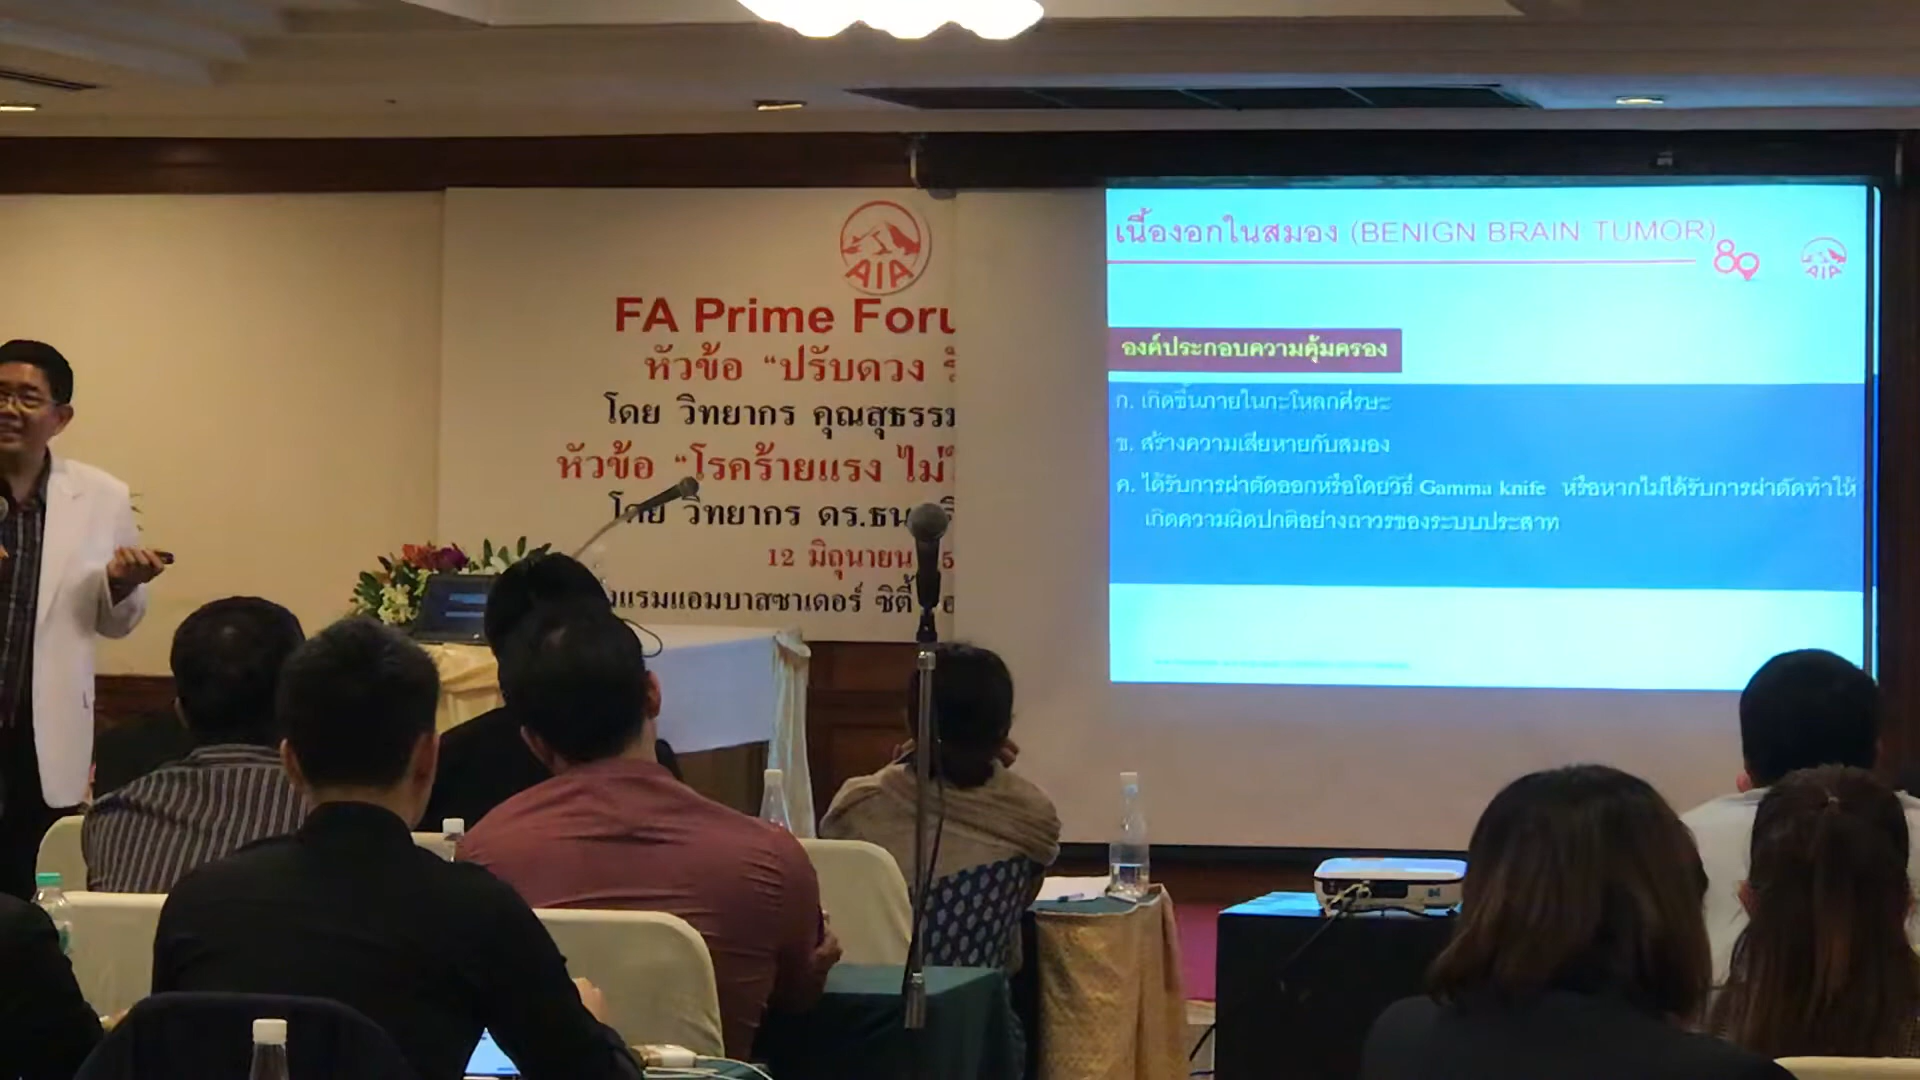 AIA
FA Prime Foru
หัวข้อ “ปรับดวง
โดย วิทยากร คุณสุธรรม
หัวข้อ “โรคร้ายแรง ไม่
โดย วิทยากร ดร.ธน
12 มิถุนายน
แรมแอมบาสซาเดอร์ ซิตี้
เนื้องอกในสมอง (BENIGN BRAIN TUMOR)
80
AIA
องค์ประกอบความคุ้มครอง
ก. เกิดขึ้นภายในกะโหลกศีรษะ
ข. สร้างความเสียหายกับสมอง
ค. ได้รับการผ่าตัดออกหรือโดยวิธี Gamma knife หรือหากไม่ได้รับการผ่าตัดทำให้
เกิดความผิดปกติอย่างถาวรของระบบประสาท